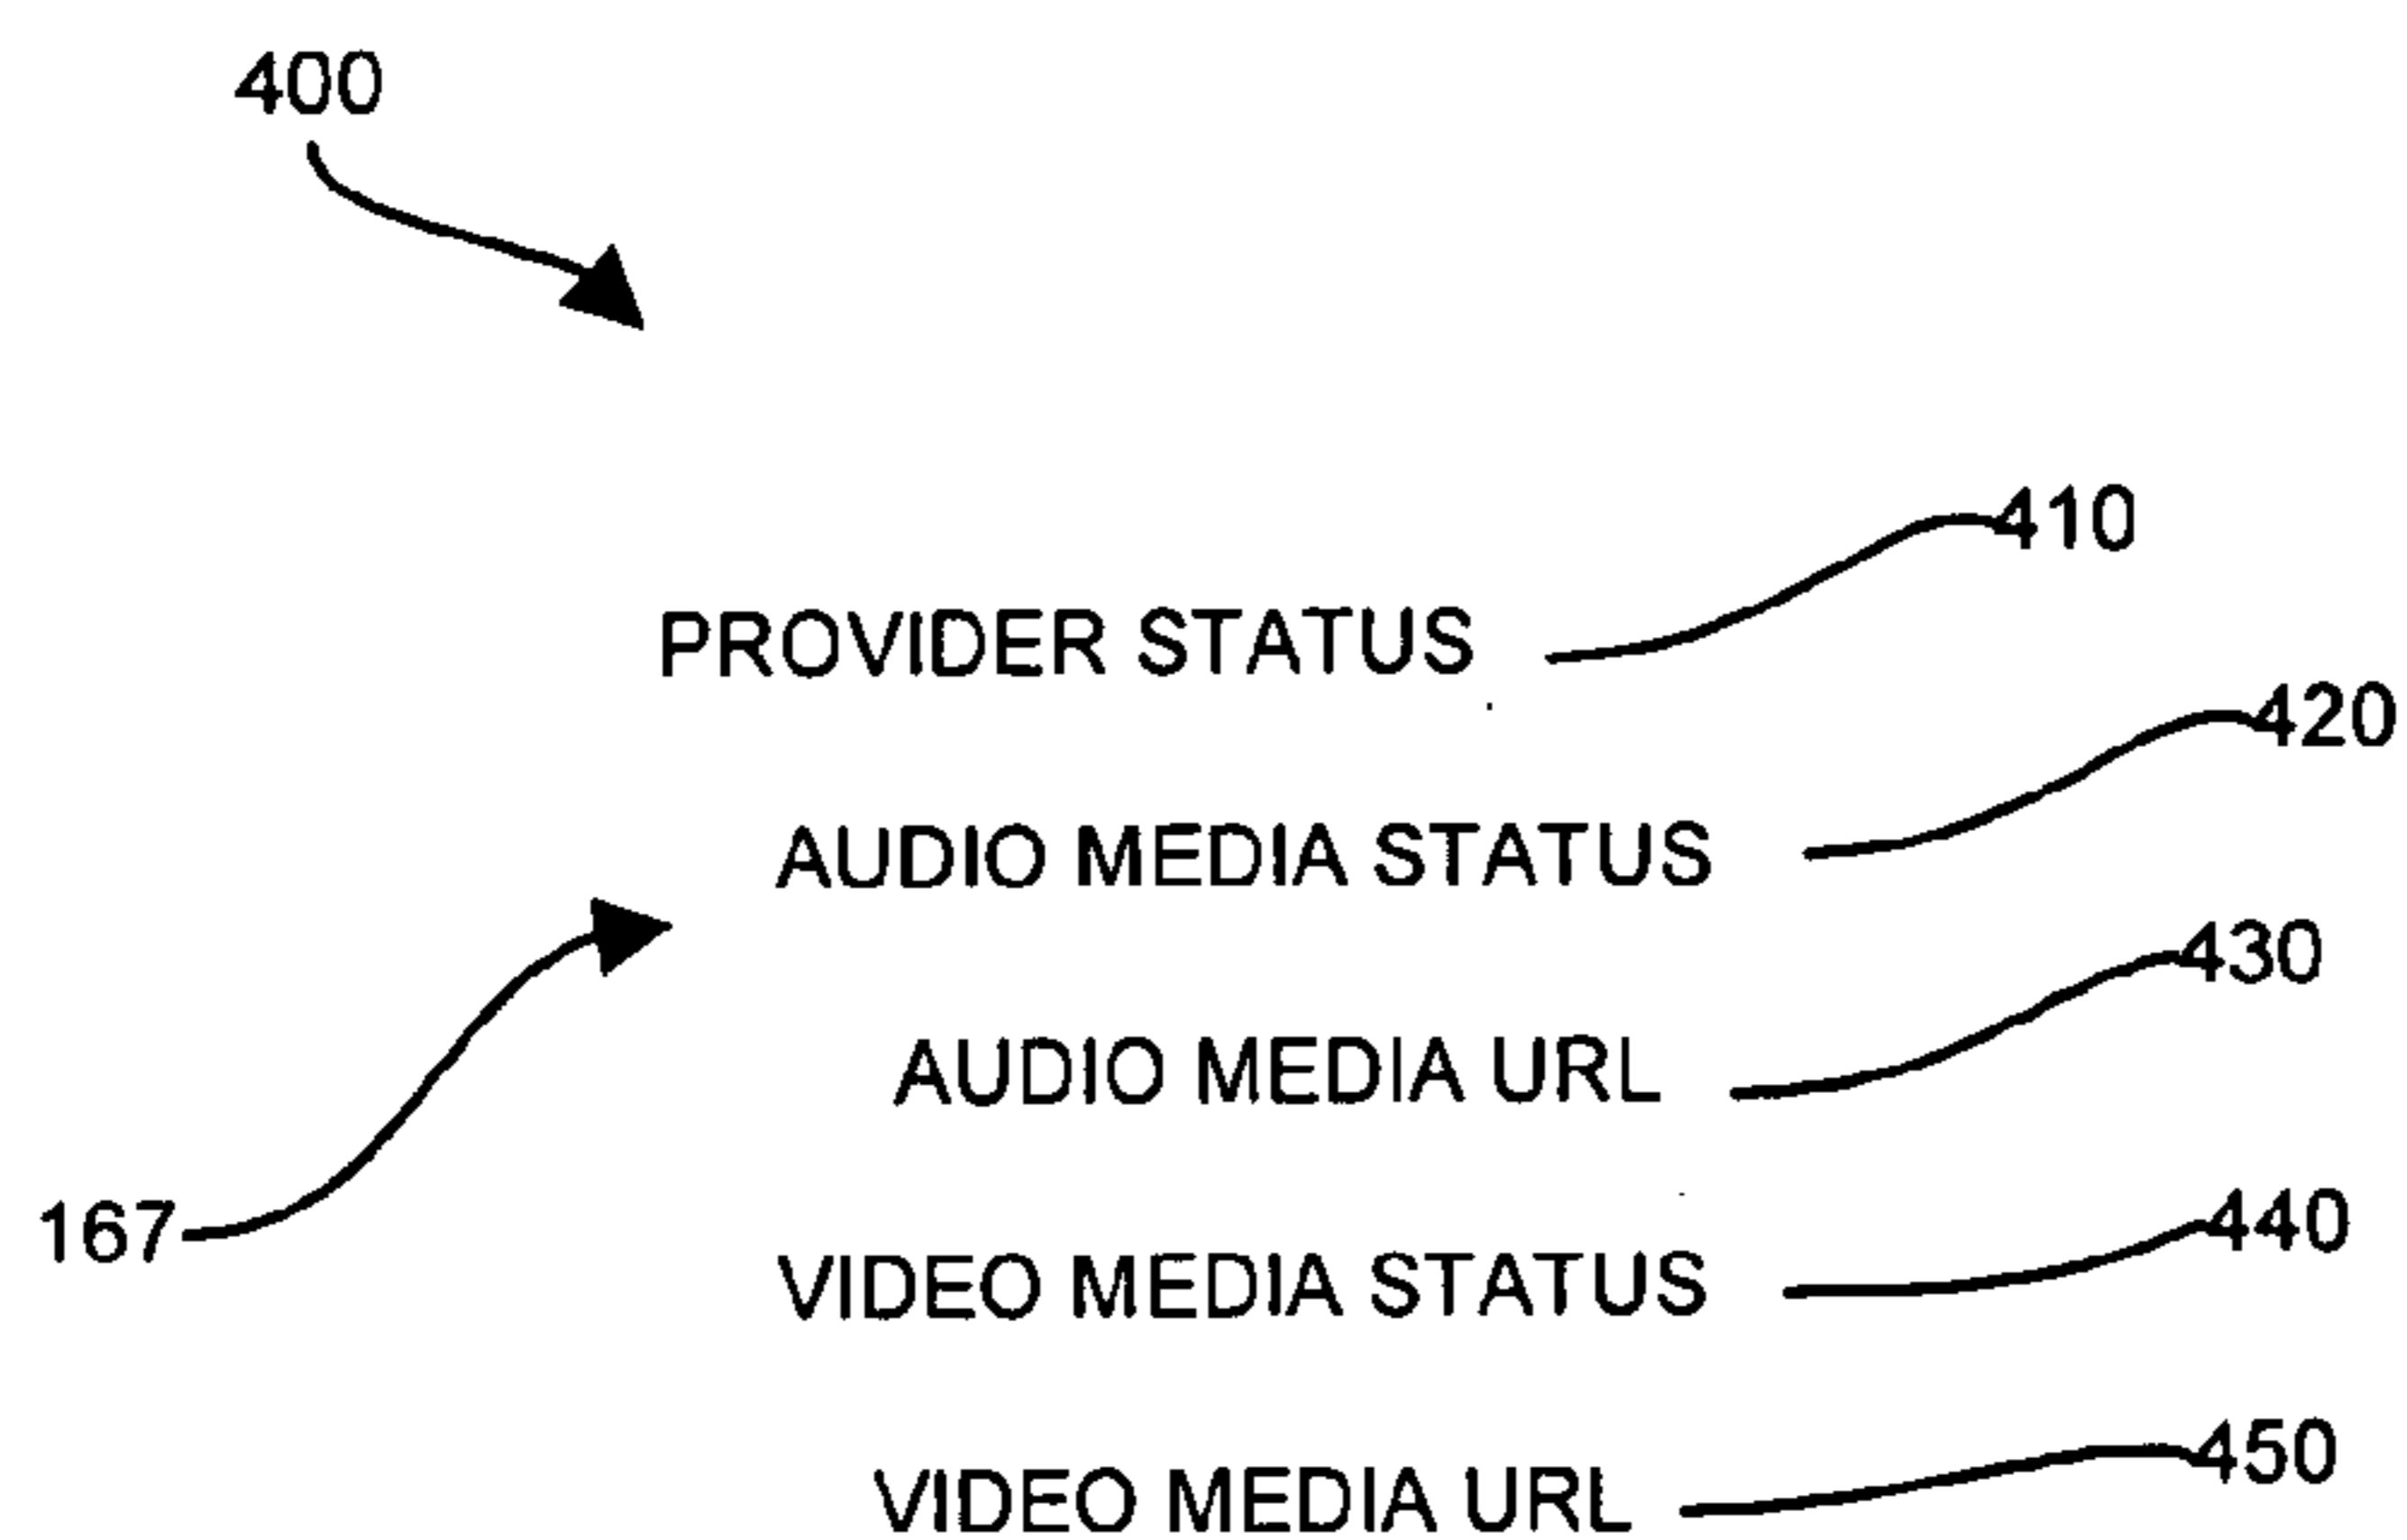 400
410
PROVIDER STATUS
420
AUDIO MEDIA STATUS
430
AUDIO MEDIA URL
167
440
VIDEO MEDIA STATUS
450
VIDEO MEDIA URL